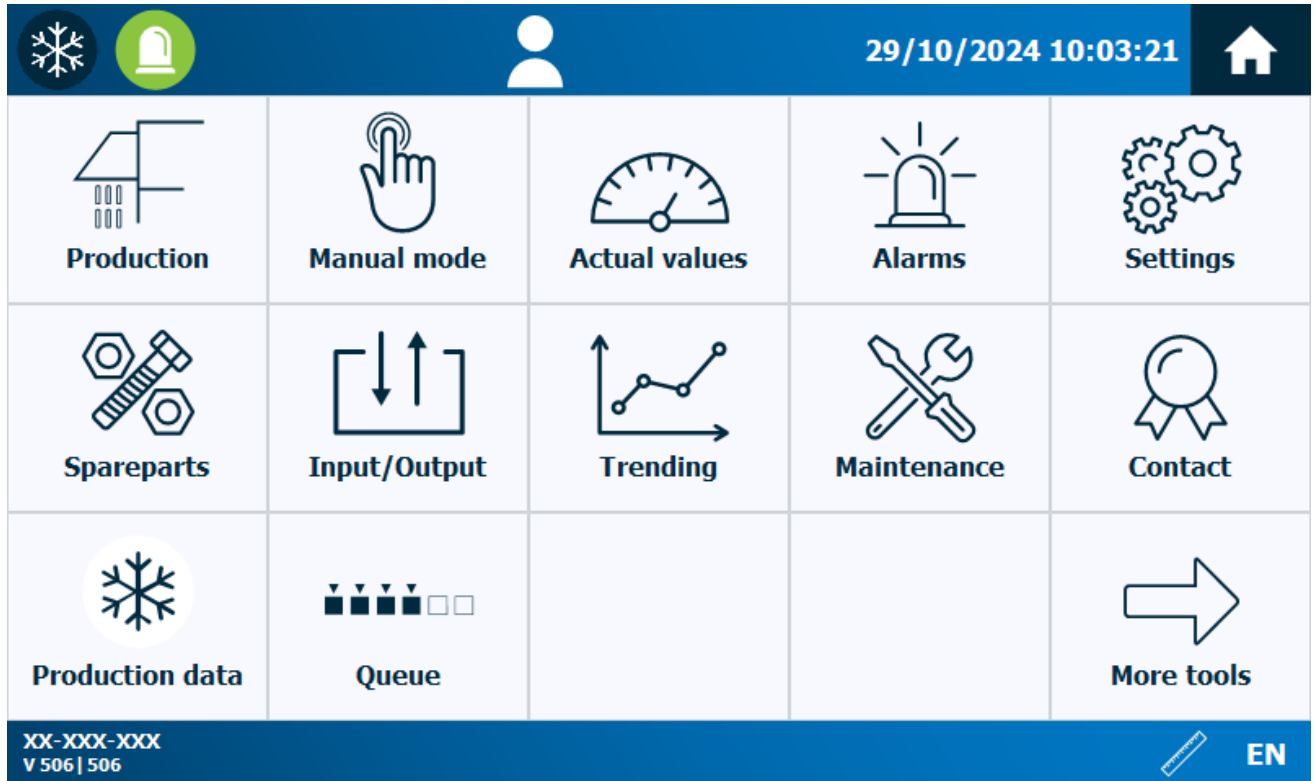 29/10/2024 10:03:21
Production
Manual mode
Actual values
Alarms
Settings
Spareparts
Input/Output
Trending
Maintenance
Contact
Production data
Queue
More tools
XX-XXX-XXX
V 506| 506
EN